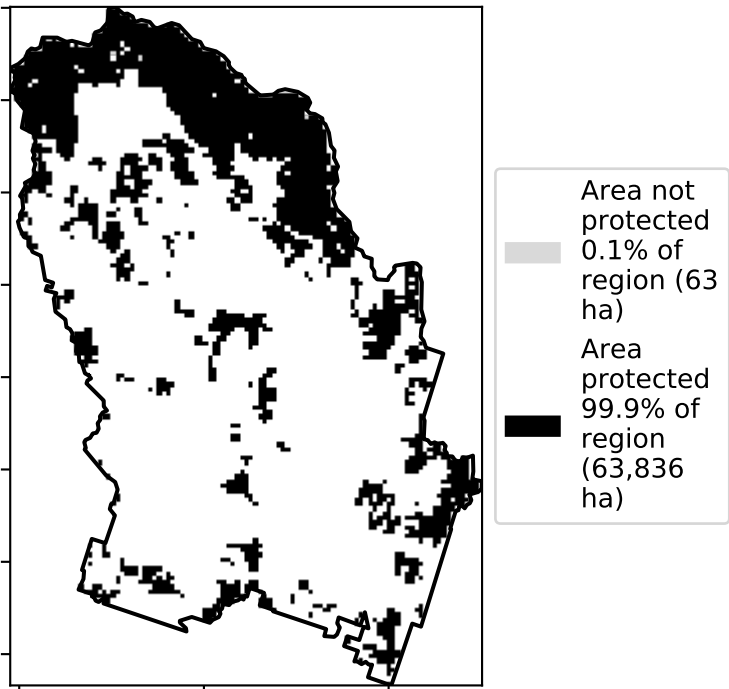 Area not
protected
0.1% of
region (63
ha)
Area
protected
99.9% of
region
(63,836
ha)